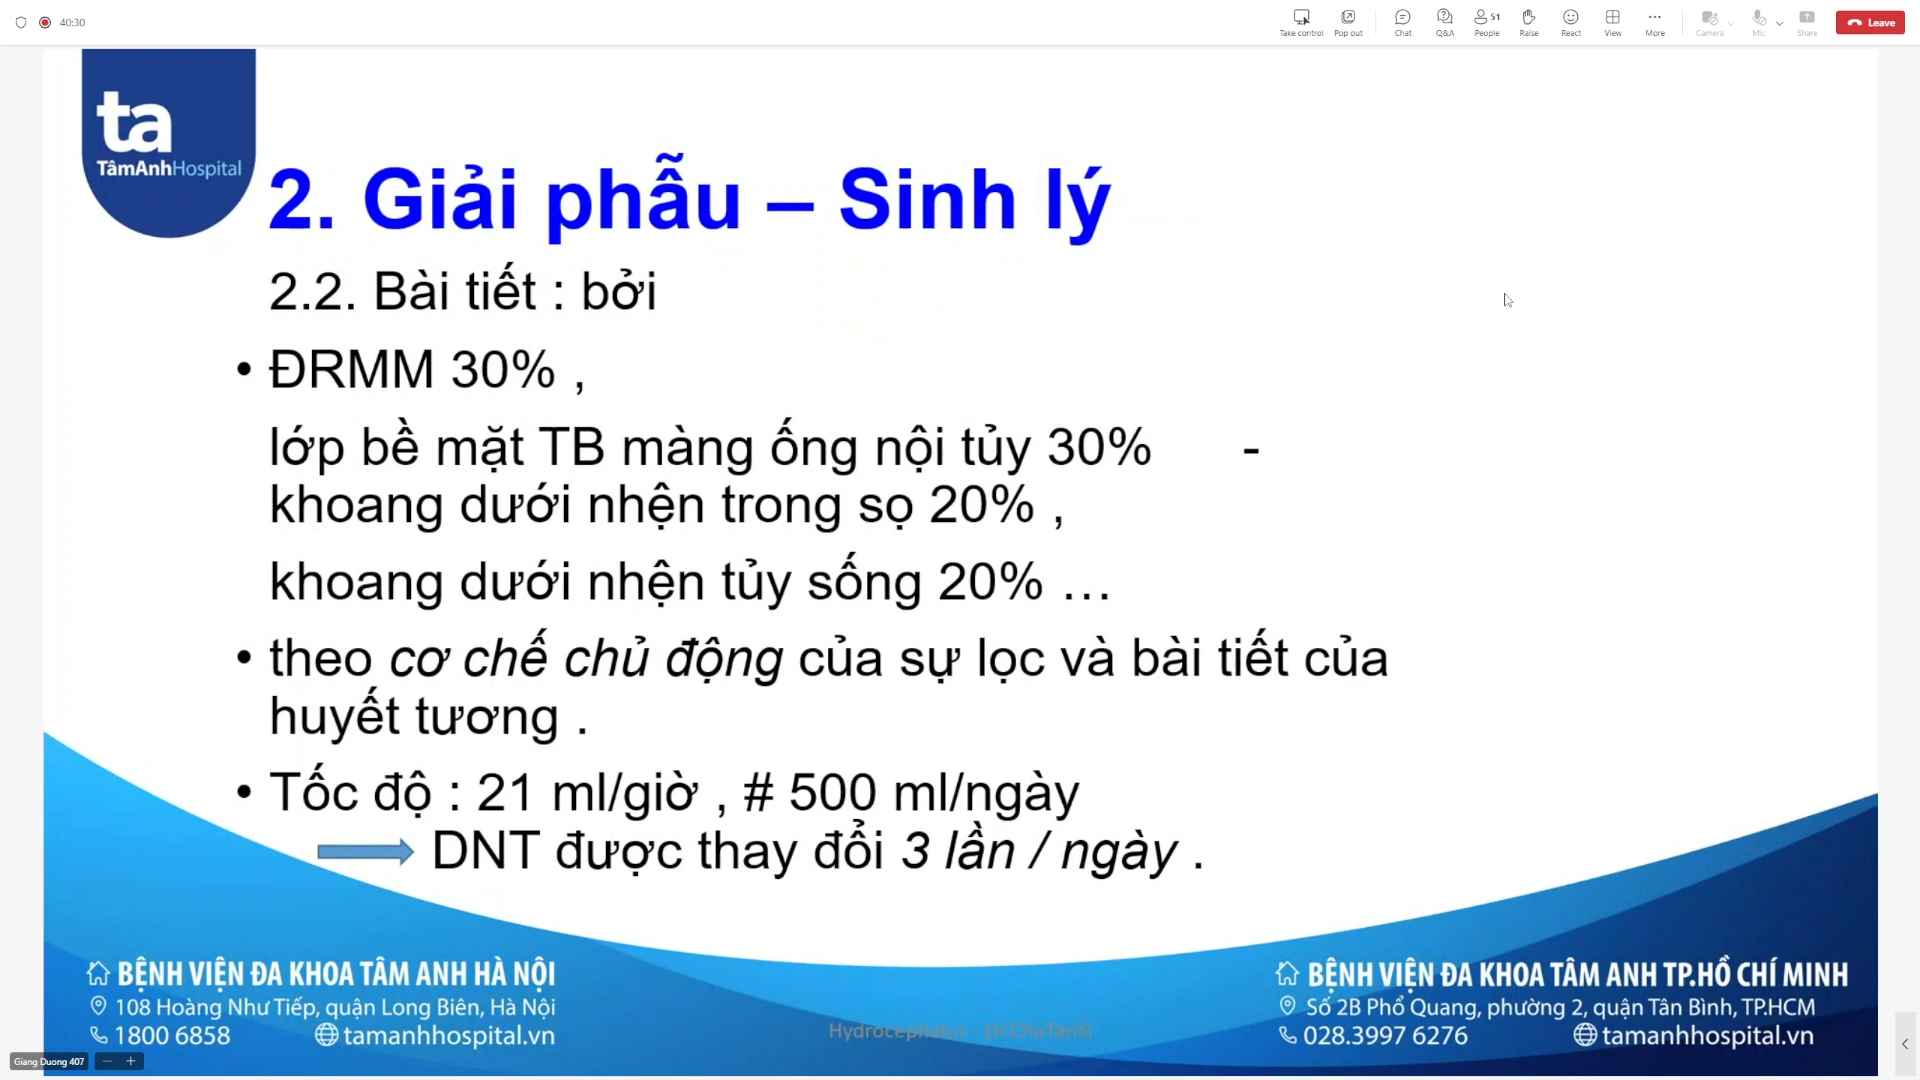 40:30
Take control
Pop out
Chat
Q&A
51
People
Raise
React
View
More
Camera
Mic
Share
Leave
ta
TâmAnhHospital
2. Giải phẫu – Sinh lý
2.2. Bài tiết : bởi
• ĐRMM 30% ,
lớp bề mặt TB màng ống nội tủy 30% -
khoang dưới nhện trong sọ 20% ,
khoang dưới nhện tủy sống 20% …
• theo cơ chế chủ động của sự lọc và bài tiết của
huyết tương .
• Tốc độ : 21 ml/giờ , # 500 ml/ngày
DNT được thay đổi 3 lần / ngày .
BỆNH VIỆN ĐA KHOA TÂM ANH HÀ NỘI
108 Hoàng Như Tiếp, quận Long Biên, Hà Nội
1800 6858
tamanhhospital.vn
Hydrocephalus - Dr.ChuTanSi
BỆNH VIỆN ĐA KHOA TÂM ANH TP.HỒ CHÍ MINH
Số 2B Phổ Quang, phường 2, quận Tân Bình, TP.HCM
028.3997 6276
tamanhhospital.vn
Giang Duong 407